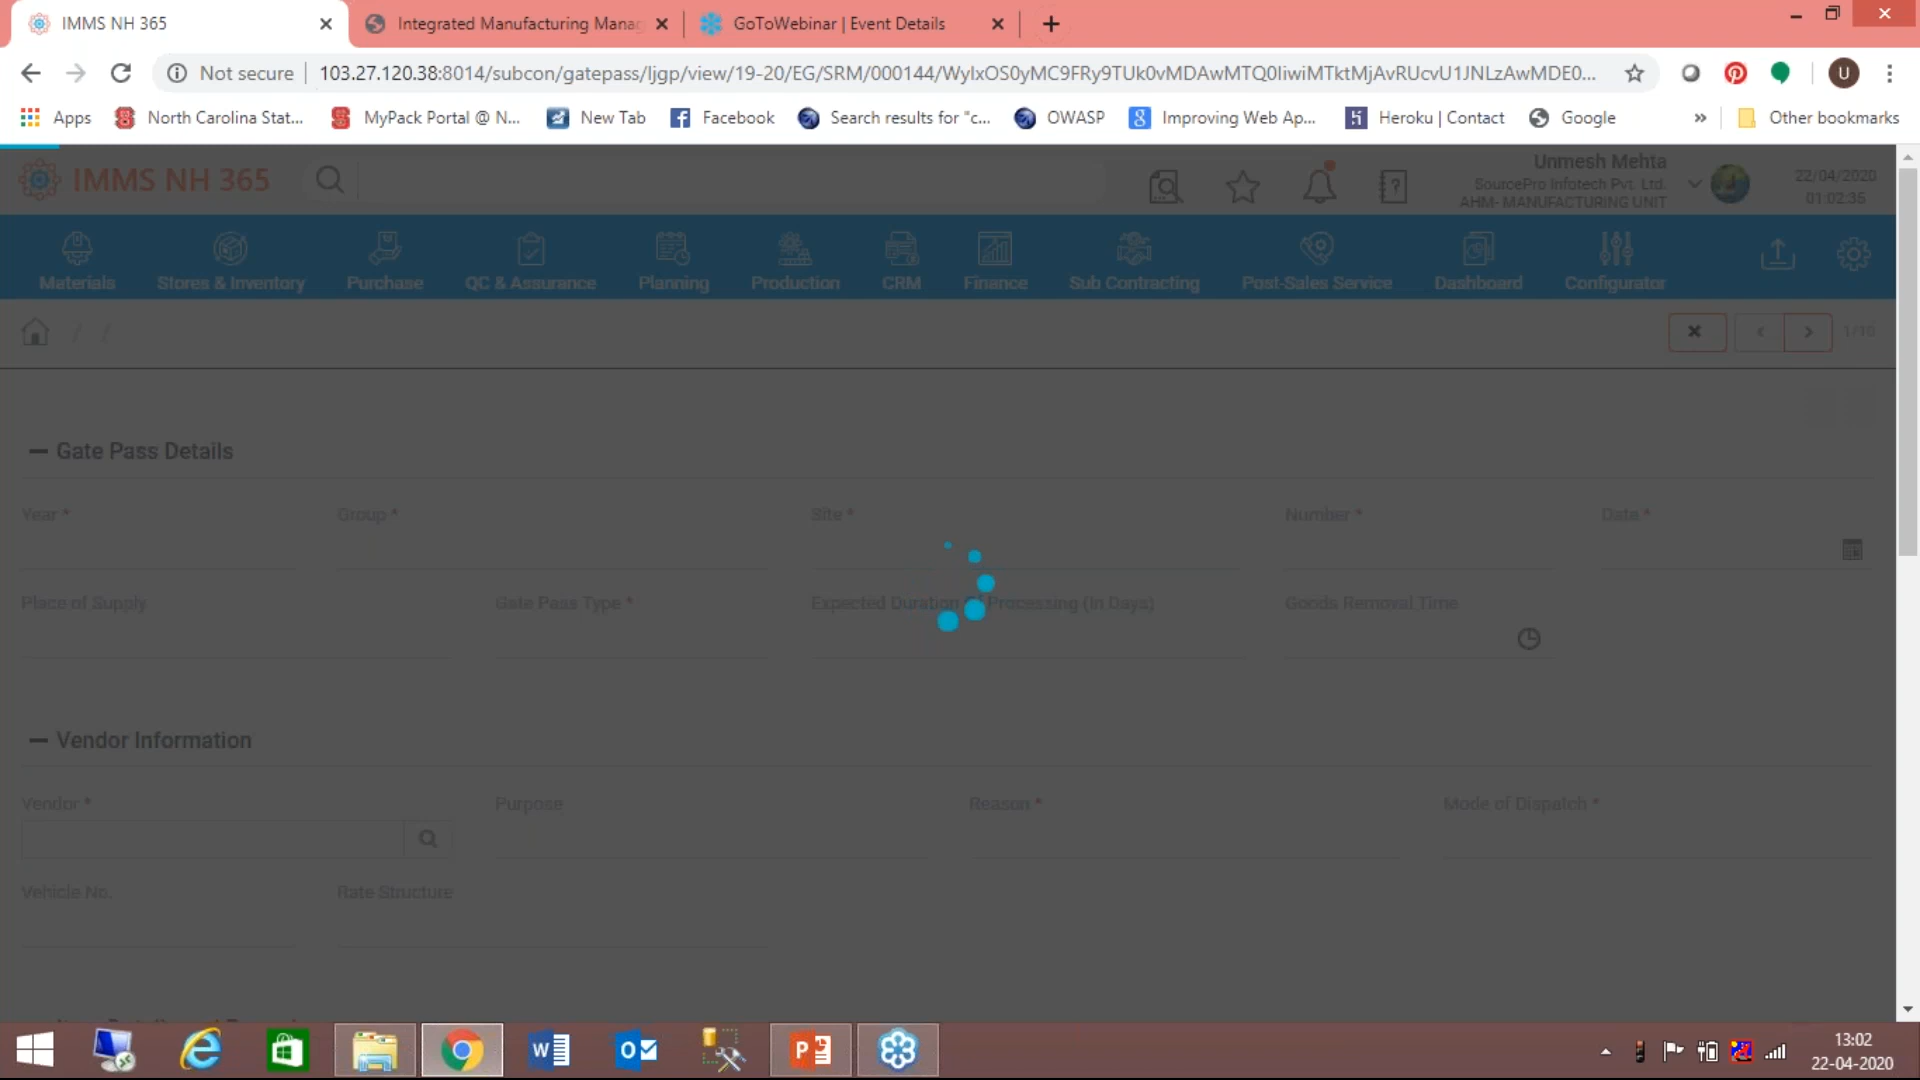 IMMS NH 365
Integrated Manufacturing Manag
GoToWebinar | Event Details
Not secure
103.27.120.38:8014/subcon/gatepass/ljgp/view/19-20/EG/SRM/000144/WyIxOS0yMC9FRy9TUk0vMDAwMTQ0IiwiMTktMjAvRUcvU1JNLzAwMDE0...
U
Apps
North Carolina Stat...
MyPack Portal @ N...
New Tab
Facebook
Search results for "c...
OWASP
Improving Web Ap...
Heroku | Contact
Google
»
Other bookmarks
IMMS NH 365
Unmesh Mehta
SourcePro Infotech Pvt. Ltd.
AHM- MANUFACTURING UNIT
22/04/2020
01:02:35
Materials
Stores & Inventory
Purchase
QC & Assurance
Planning
Production
CRM
Finance
Sub Contracting
Post-Sales Service
Dashboard
Configurator
/ /
1/10
Gate Pass Details
Year *
Group *
Site *
Number *
Date *
Place of Supply
Gate Pass Type *
Expected Duration Of Processing (In Days)
Goods Removal Time
Vendor Information
Vendor *
Purpose
Reason *
Mode of Dispatch *
Vehicle No.
Rate Structure
13:02
22-04-2020